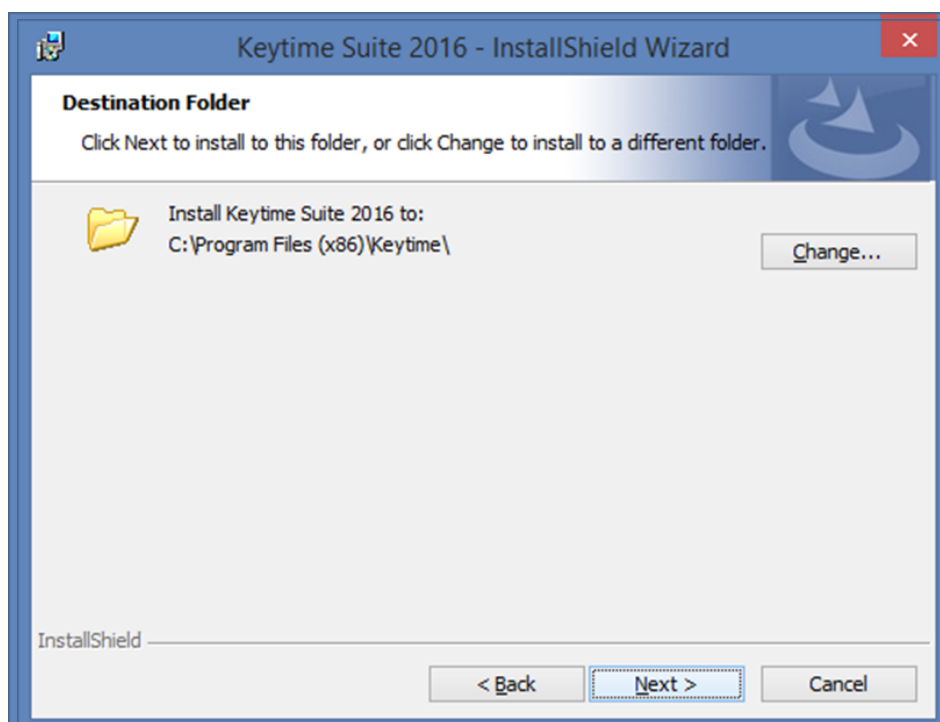 Keytime Suite 2016 - InstallShield Wizard
Destination Folder
Click Next to install to this folder, or click Change to install to a different folder.
Install Keytime Suite 2016 to:
C:\Program Files (x86)\Keytime\
Change...
InstallShield
< Back
Next >
Cancel